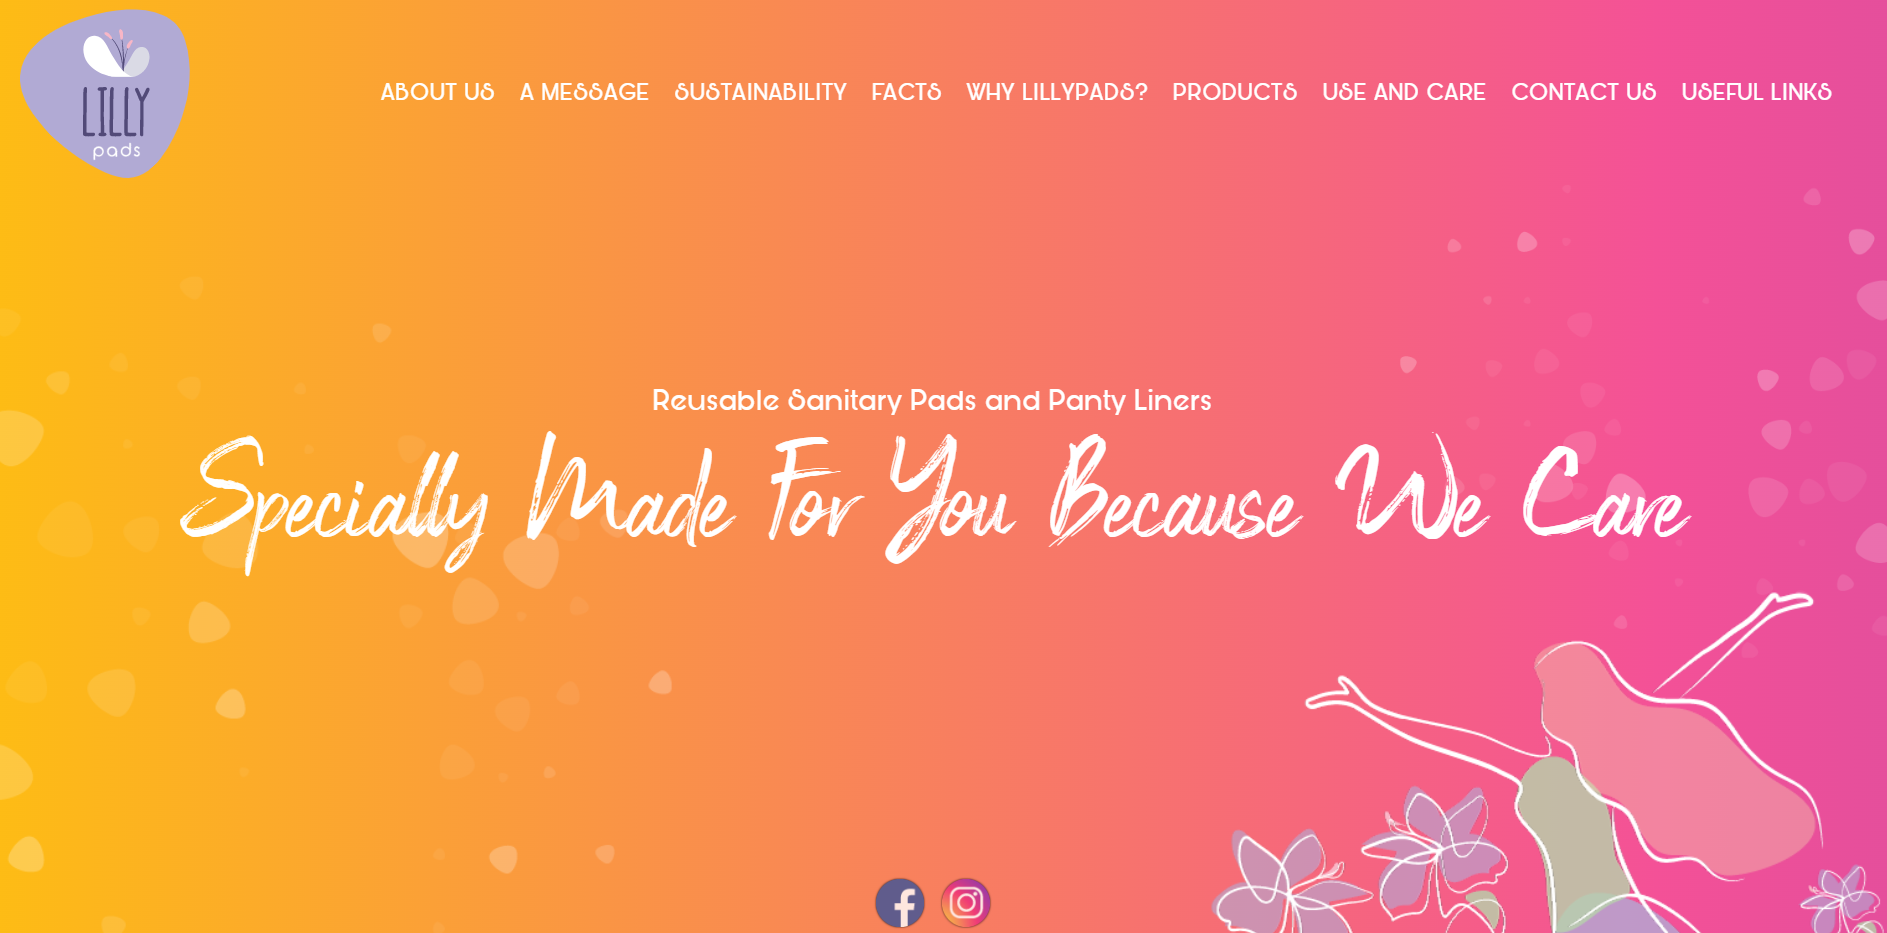 LILLY
pads
ABOUT US A MESSAGE SUSTAINABILITY FACTS WHY LILLYPADS? PRODUCTS USE AND CARE CONTACT US USEFUL LINKS
Reusable Sanitary Pads and Panty Liners
Specially Made For You Because We Care